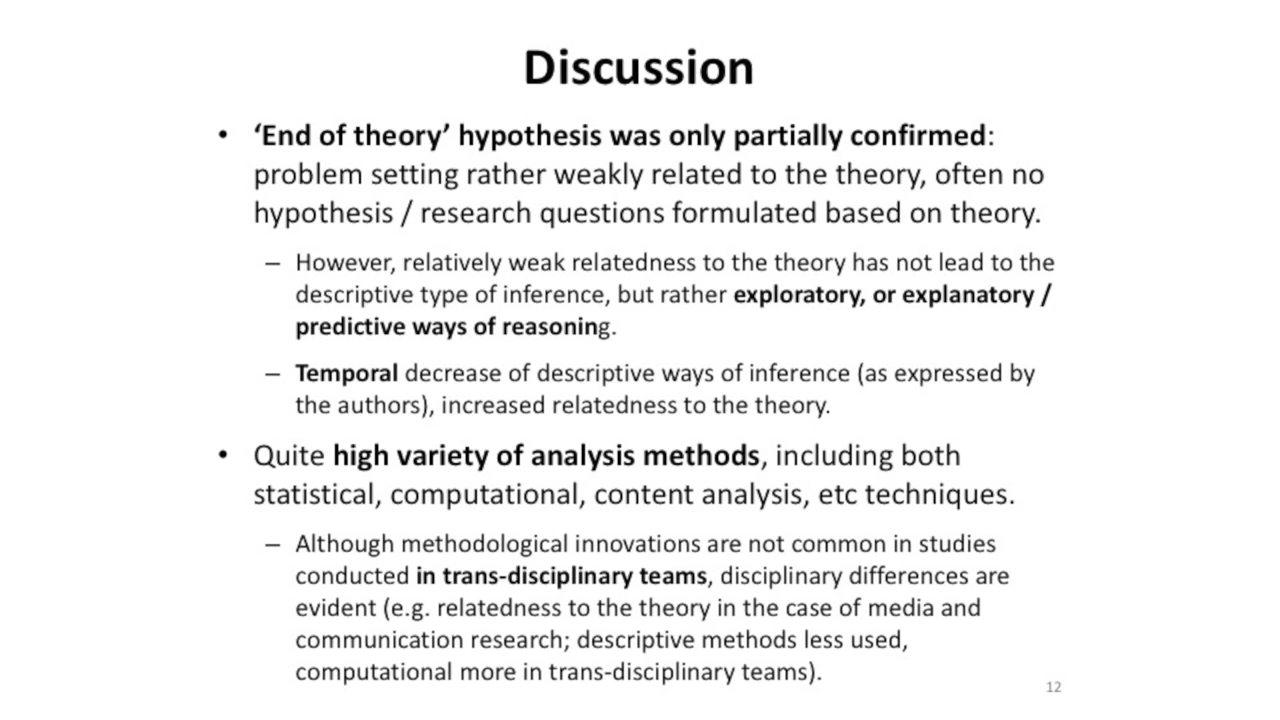 Discussion
• ‘End of theory’ hypothesis was only partially confirmed:
problem setting rather weakly related to the theory, often no
hypothesis / research questions formulated based on theory.
– However, relatively weak relatedness to the theory has not lead to the
descriptive type of inference, but rather exploratory, or explanatory /
predictive ways of reasoning.
– Temporal decrease of descriptive ways of inference (as expressed by
the authors), increased relatedness to the theory.
• Quite high variety of analysis methods, including both
statistical, computational, content analysis, etc techniques.
– Although methodological innovations are not common in studies
conducted in trans-disciplinary teams, disciplinary differences are
evident (e.g. relatedness to the theory in the case of media and
communication research; descriptive methods less used,
computational more in trans-disciplinary teams).
12